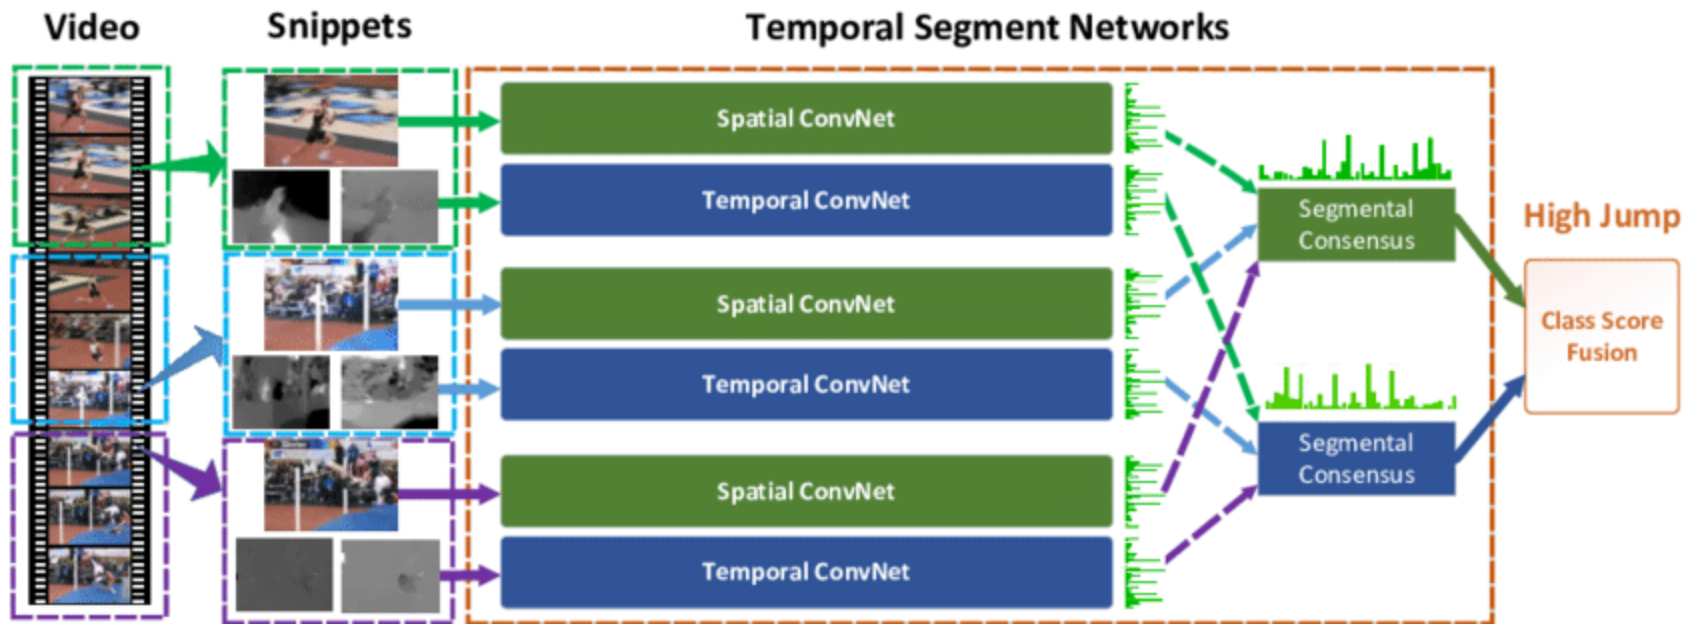 Video
Snippets
Temporal Segment Networks
Spatial ConvNet
Temporal ConvNet
Spatial ConvNet
Temporal ConvNet
Spatial ConvNet
Temporal ConvNet
Segmental
Consensus
Segmental
Consensus
High Jump
Class Score
Fusion